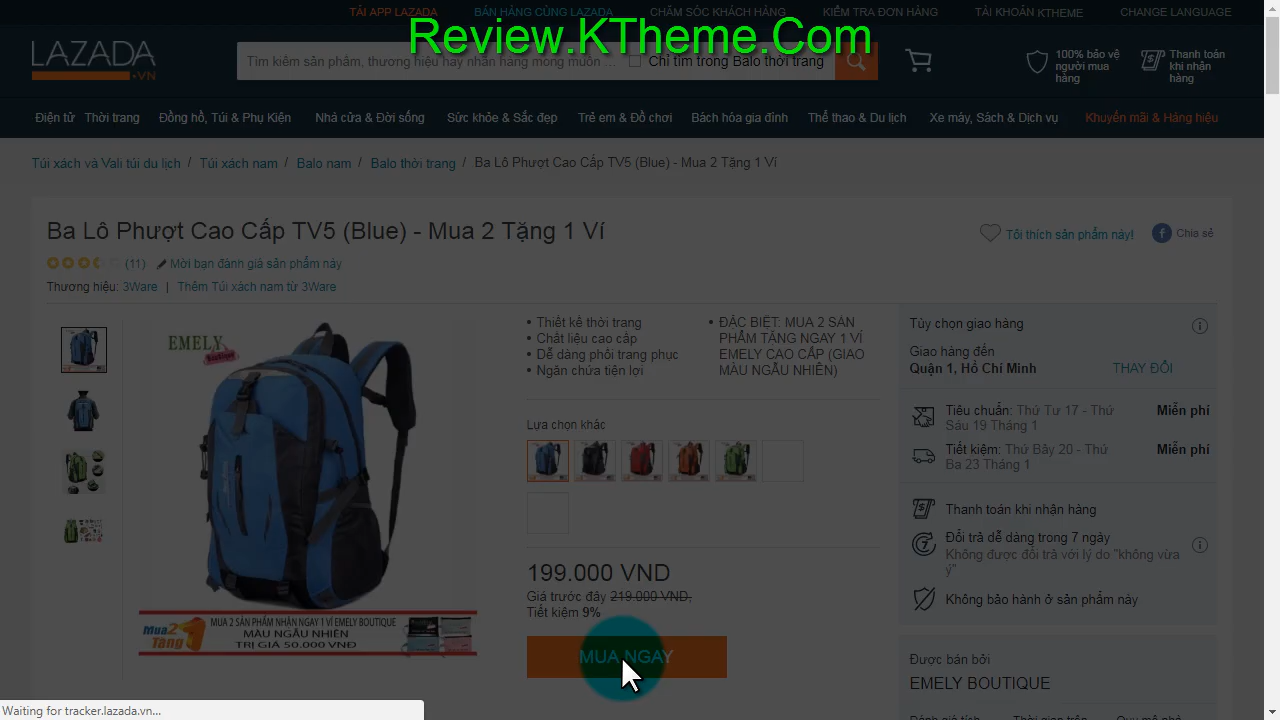 TẢI APP LAZADA
BÁN HÀNG CÙNG LAZADA
CHĂM SÓC KHÁCH HÀNG
KIỂM TRA ĐƠN HÀNG
TÀI KHOẢN KTHEME
CHANGE LANGUAGE
Review.KTheme.Com
LAZADA
.VN
Tìm kiếm sản phẩm, thương hiệu hay nhãn hàng mong muốn ...
Chỉ tìm trong Balo thời trang
100% bảo vệ
người mua
hàng
Thanh toán
khi nhận
hàng
Điện tử Thời trang Đồng hồ, Túi & Phụ Kiện Nhà cửa & Đời sống Sức khỏe & Sắc đẹp Trẻ em & Đồ chơi Bách hóa gia đình Thể thao & Du lịch Xe máy, Sách & Dịch vụ Khuyến mãi & Hàng hiệu
Túi xách và Vali túi du lịch / Túi xách nam / Balo nam / Balo thời trang / Ba Lô Phượt Cao Cấp TV5 (Blue) - Mua 2 Tặng 1 Ví
Ba Lô Phượt Cao Cấp TV5 (Blue) - Mua 2 Tặng 1 Ví
Tôi thích sản phẩm này!
Chia sẻ
(11) Mời bạn đánh giá sản phẩm này
Thương hiệu: 3Ware | Thêm Túi xách nam từ 3Ware
EMELY
Boutique
Mua 2
Tặng 1
MUA 2 SẢN PHẨM NHẬN NGAY 1 VÍ EMELY BOUTIQUE
MÀU NGẪU NHIÊN
TRỊ GIÁ 50.000 VNĐ
• Thiết kế thời trang
• Chất liệu cao cấp
• Dễ dàng phối trang phục
• Ngăn chứa tiện lợi
• ĐẶC BIỆT: MUA 2 SẢN
PHẨM TẶNG NGAY 1 VÍ
EMELY CAO CẤP (GIAO
MÀU NGẪU NHIÊN)
Lựa chọn khác
199.000 VND
Giá trước đây 219.000 VND,
Tiết kiệm 9%
MUA NGAY
Tùy chọn giao hàng
Giao hàng đến
Quận 1, Hồ Chí Minh
THAY ĐỔI
Tiêu chuẩn: Thứ Tư 17 - Thứ
Sáu 19 Tháng 1
Miễn phí
Tiết kiệm: Thứ Bảy 20 - Thứ
Ba 23 Tháng 1
Miễn phí
Thanh toán khi nhận hàng
Đổi trả dễ dàng trong 7 ngày
Không được đổi trả với lý do "không vừa
ý"
Không bảo hành ở sản phẩm này
Được bán bởi
EMELY BOUTIQUE
Đánh giá tích Thời gian trên Quy mô nhà
Waiting for tracker.lazada.vn...